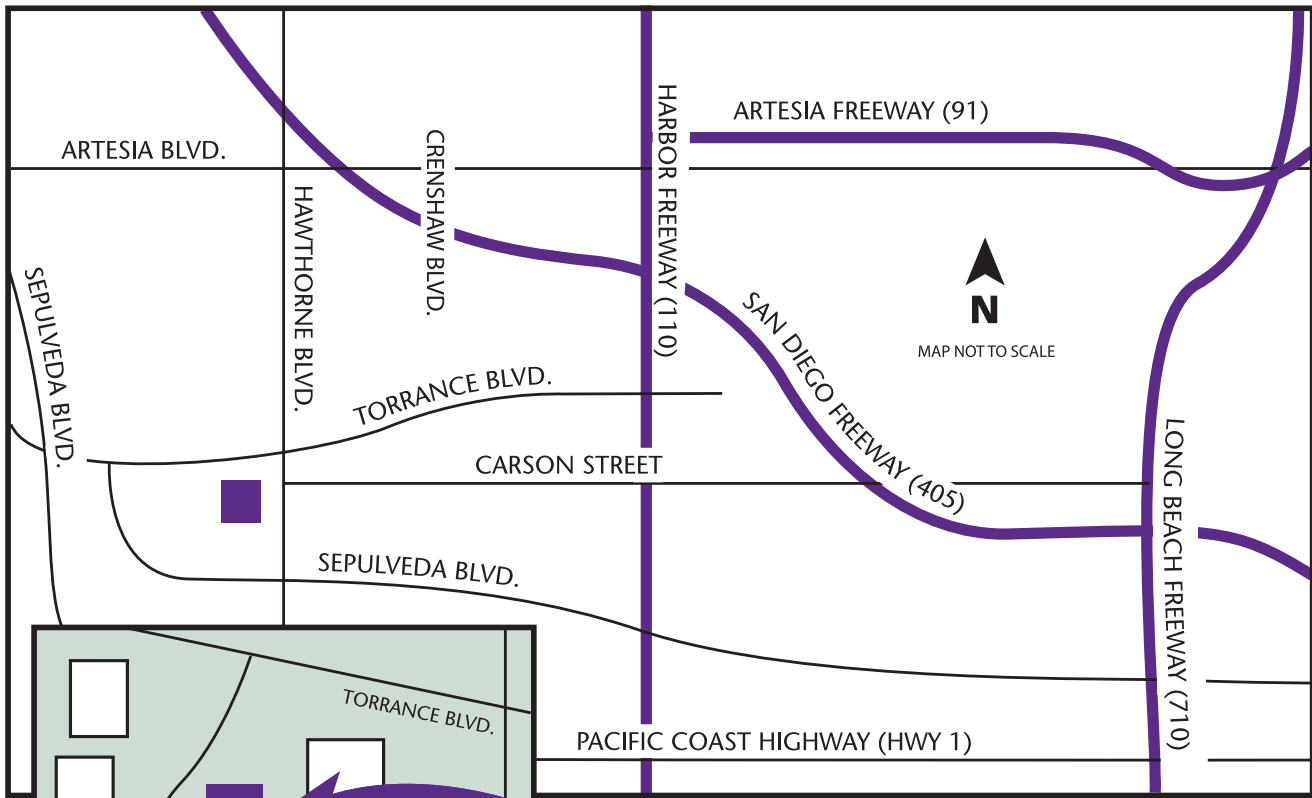 ARTESIA FREEWAY (91)
ARTESIA BLVD.
CRENSHAW BLVD.
HARBOR FREEWAY (110)
HAWTHORNE BLVD.
SEPULVEDA BLVD.
N
MAP NOT TO SCALE
SAN DIEGO FREEWAY (405)
TORRANCE BLVD.
CARSON STREET
LONG BEACH FREEWAY (710)
SEPULVEDA BLVD.
TORRANCE BLVD.
PACIFIC COAST HIGHWAY (HWY 1)